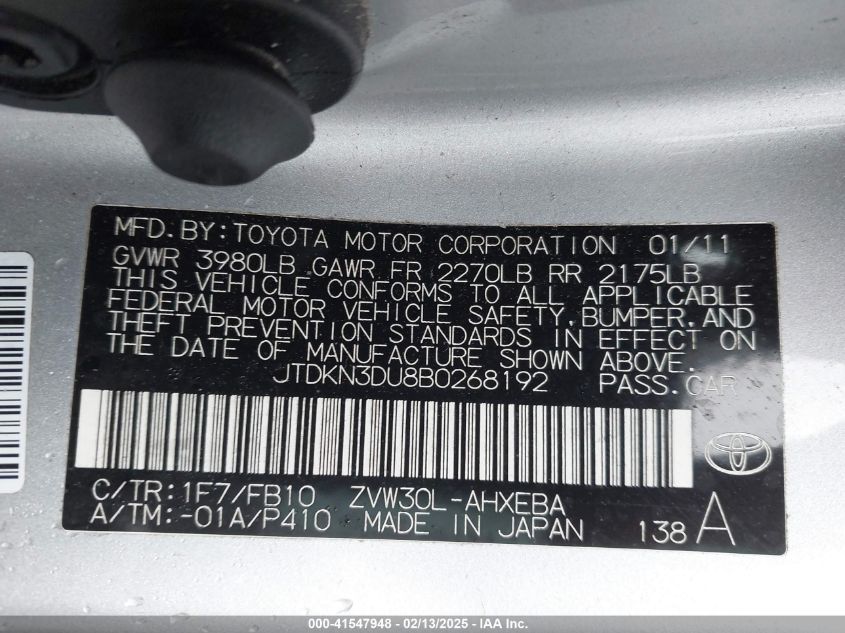 MFD. BY: TOYOTA MOTOR CORPORATION 01/11
GVWR 3980LB GAWR FR 2270LB RR 2175LB
THIS VEHICLE CONFORMS TO ALL APPLICABLE
FEDERAL MOTOR VEHICLE SAFETY, BUMPER, AND
THEFT PREVENTION STANDARDS IN EFFECT ON
THE DATE OF MANUFACTURE SHOWN ABOVE.
JTDKN3DU8B0268192 PASS. CAR
C/TR: 1F7/FB10 ZVW30L-AHXEBA
A/TM: -01A/P410 MADE IN JAPAN 138 A
000-41547948 - 02/13/2025 - IAAI.COM